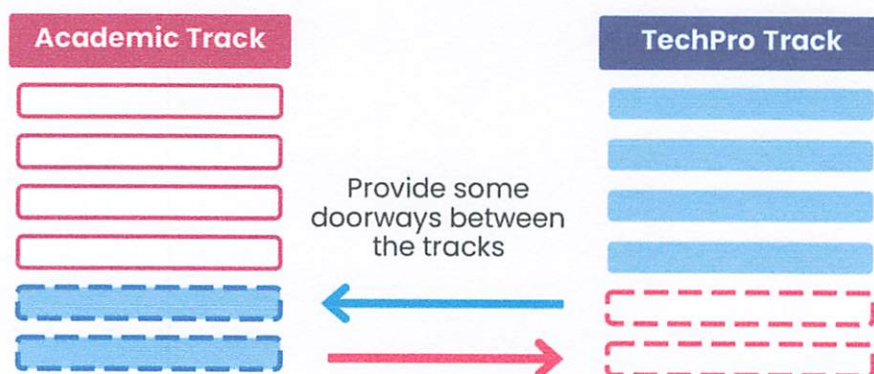 Academic Track
TechPro Track
Provide some
doorways between
the tracks